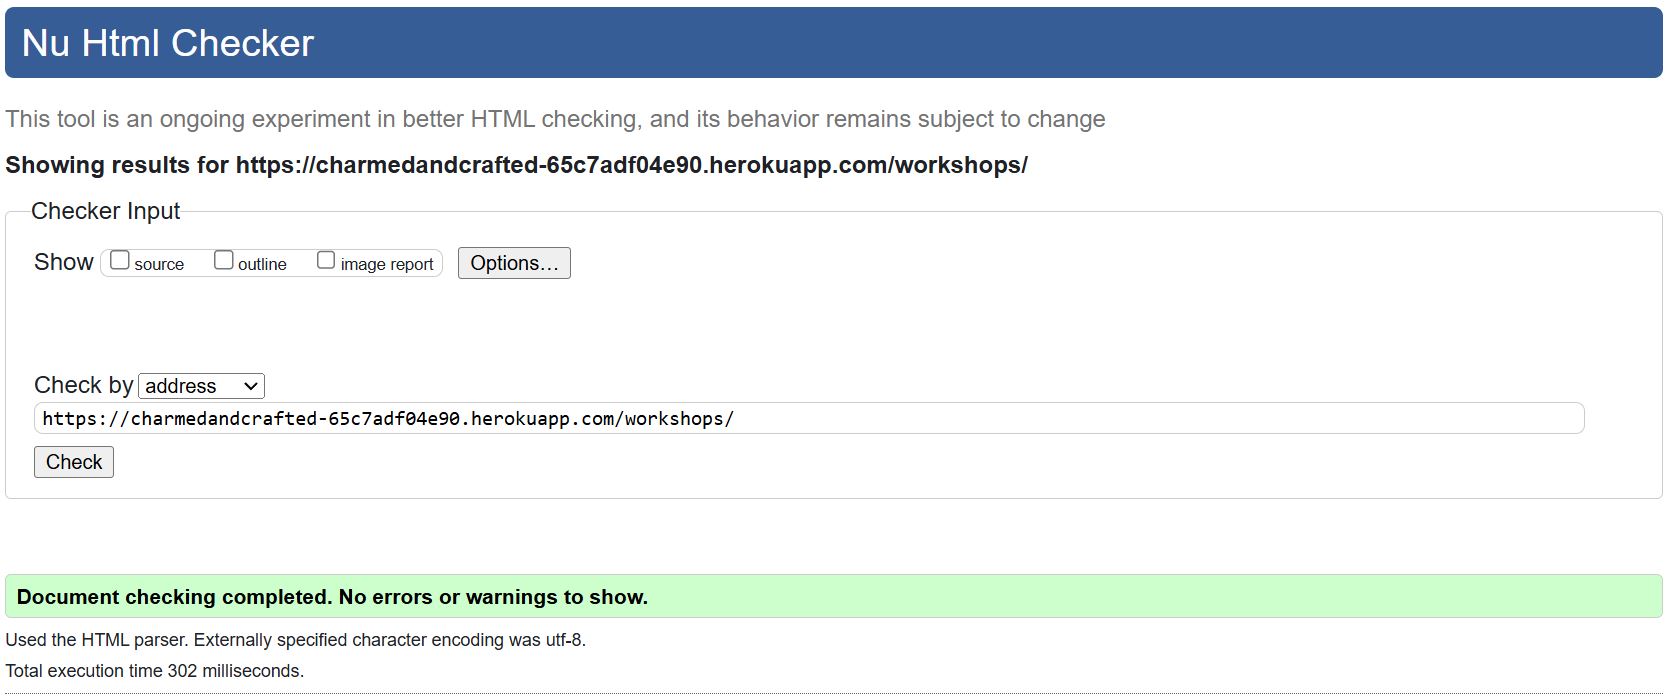 Nu Html Checker
This tool is an ongoing experiment in better HTML checking, and its behavior remains subject to change
Showing results for https://charmedandcrafted-65c7adf04e90.herokuapp.com/workshops/
Checker Input
Show source outline image report Options...
Check by address
https://charmedandcrafted-65c7adf04e90.herokuapp.com/workshops/
Check
Document checking completed. No errors or warnings to show.
Used the HTML parser. Externally specified character encoding was utf-8.
Total execution time 302 milliseconds.